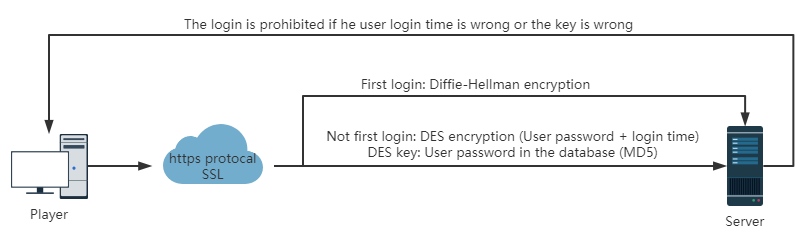 The login is prohibited if he user login time is wrong or the key is wrong
First login: Diffie-Hellman encryption
Not first login: DES encryption (User password + login time)
DES key: User password in the database (MD5)
https protocal
SSL
Player
Server